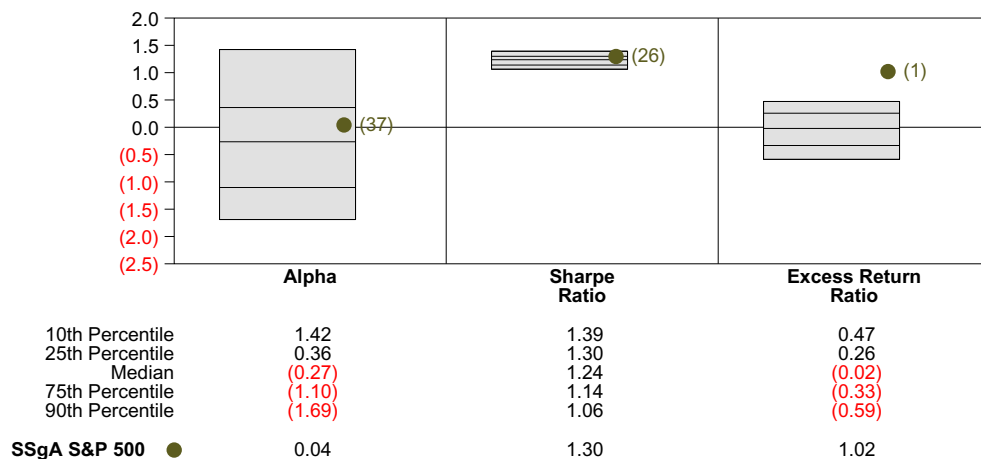 2.0
1.5
1.0
0.5
0.0
(0.5)
(1.0)
(1.5)
(2.0)
(2.5)
(37)
(26)
(1)
Alpha Sharpe Ratio Excess Return Ratio
10th Percentile 1.42 1.39 0.47
25th Percentile 0.36 1.30 0.26
Median (0.27) 1.24 (0.02)
75th Percentile (1.10) 1.14 (0.33)
90th Percentile (1.69) 1.06 (0.59)
SSgA S&P 500 0.04 1.30 1.02